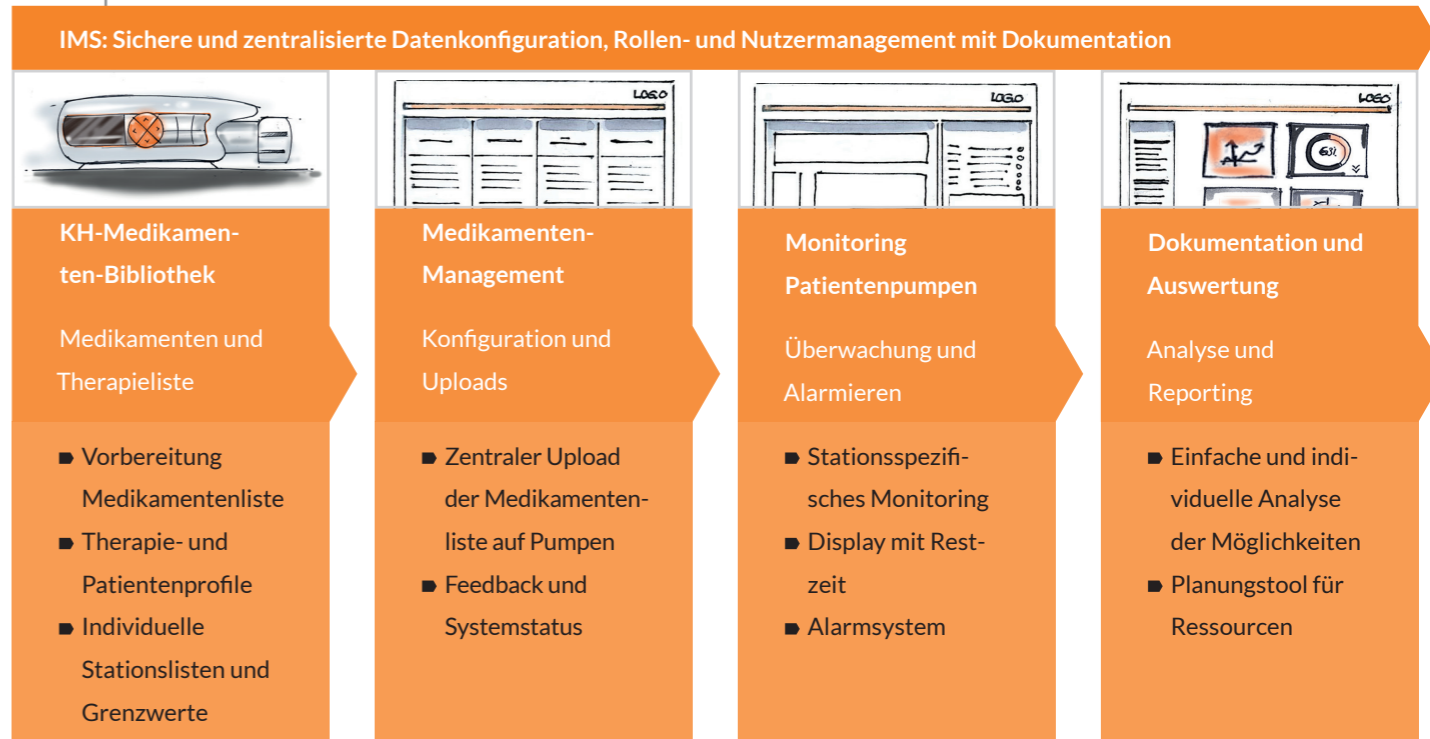 IMS: Sichere und zentralisierte Datenkonfiguration, Rollen- und Nutzermanagement mit Dokumentation
KH-Medikamen-
ten-Bibliothek
Medikamenten und
Therapieliste
Vorbereitung
Medikamentenliste
Therapie- und
Patientenprofile
Individuelle
Stationslisten und
Grenzwerte
LOGO
Medikamenten-
Management
Konfiguration und
Uploads
Zentraler Upload
der Medikamenten-
liste auf Pumpen
Feedback und
Systemstatus
LOGO
Monitoring
Patientenpumpen
Überwachung und
Alarmieren
Stationsspezifi-
sches Monitoring
Display mit Rest-
zeit
Alarmsystem
LOGO
63%
Dokumentation und
Auswertung
Analyse und
Reporting
Einfache und indi-
viduelle Analyse
der Möglichkeiten
Planungstool für
Ressourcen